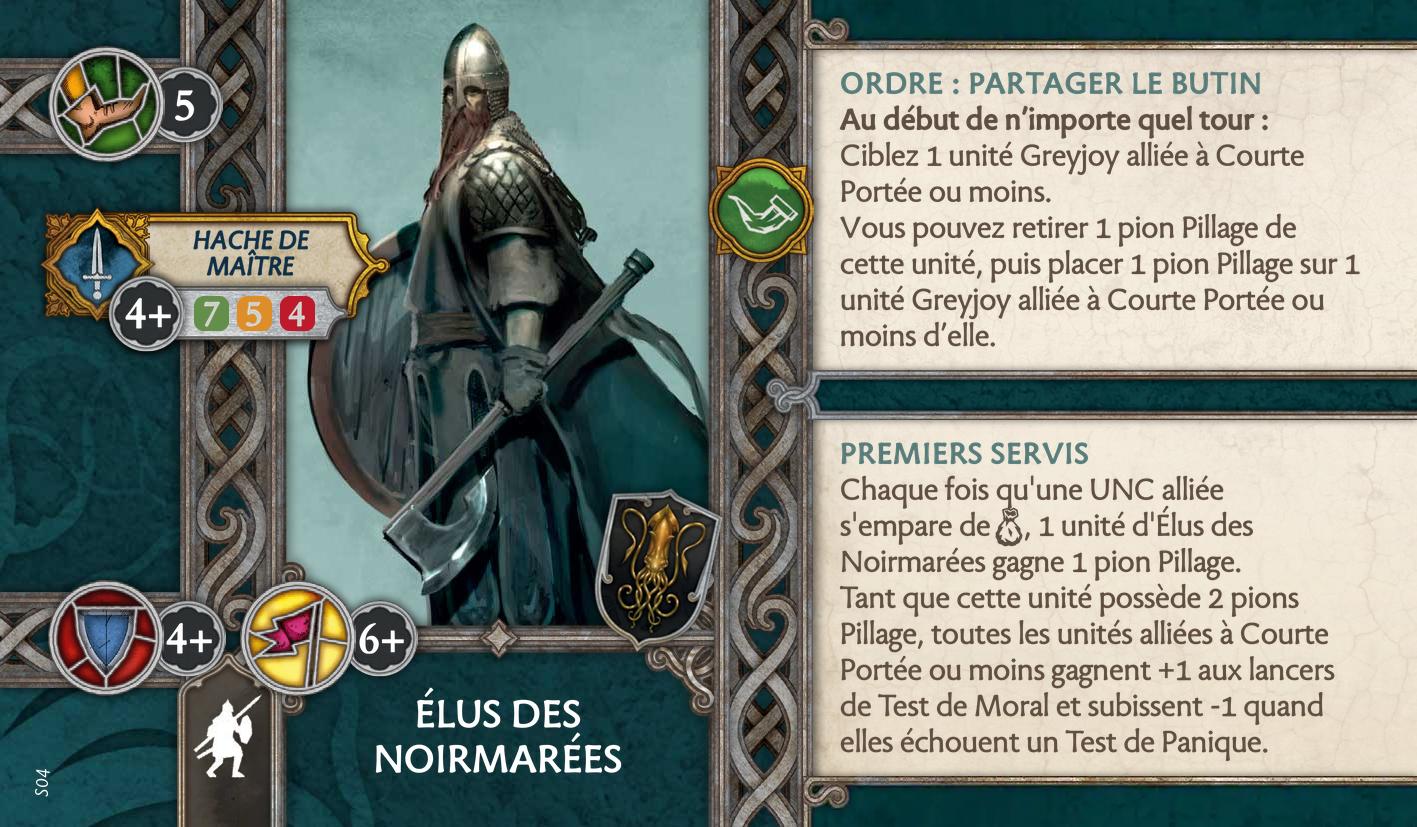 5
HACHE DE
MAÎTRE
4+ 7 5 4
4+ 6+
ÉLUS DES
NOIRMARÉES
S04
ORDRE : PARTAGER LE BUTIN
Au début de n’importe quel tour :
Ciblez 1 unité Greyjoy alliée à Courte
Portée ou moins.
Vous pouvez retirer 1 pion Pillage de
cette unité, puis placer 1 pion Pillage sur 1
unité Greyjoy alliée à Courte Portée ou
moins d’elle.
PREMIERS SERVIS
Chaque fois qu'une UNC alliée
s'empare de , 1 unité d'Élus des
Noirmarées gagne 1 pion Pillage.
Tant que cette unité possède 2 pions
Pillage, toutes les unités alliées à Courte
Portée ou moins gagnent +1 aux lancers
de Test de Moral et subissent -1 quand
elles échouent un Test de Panique.